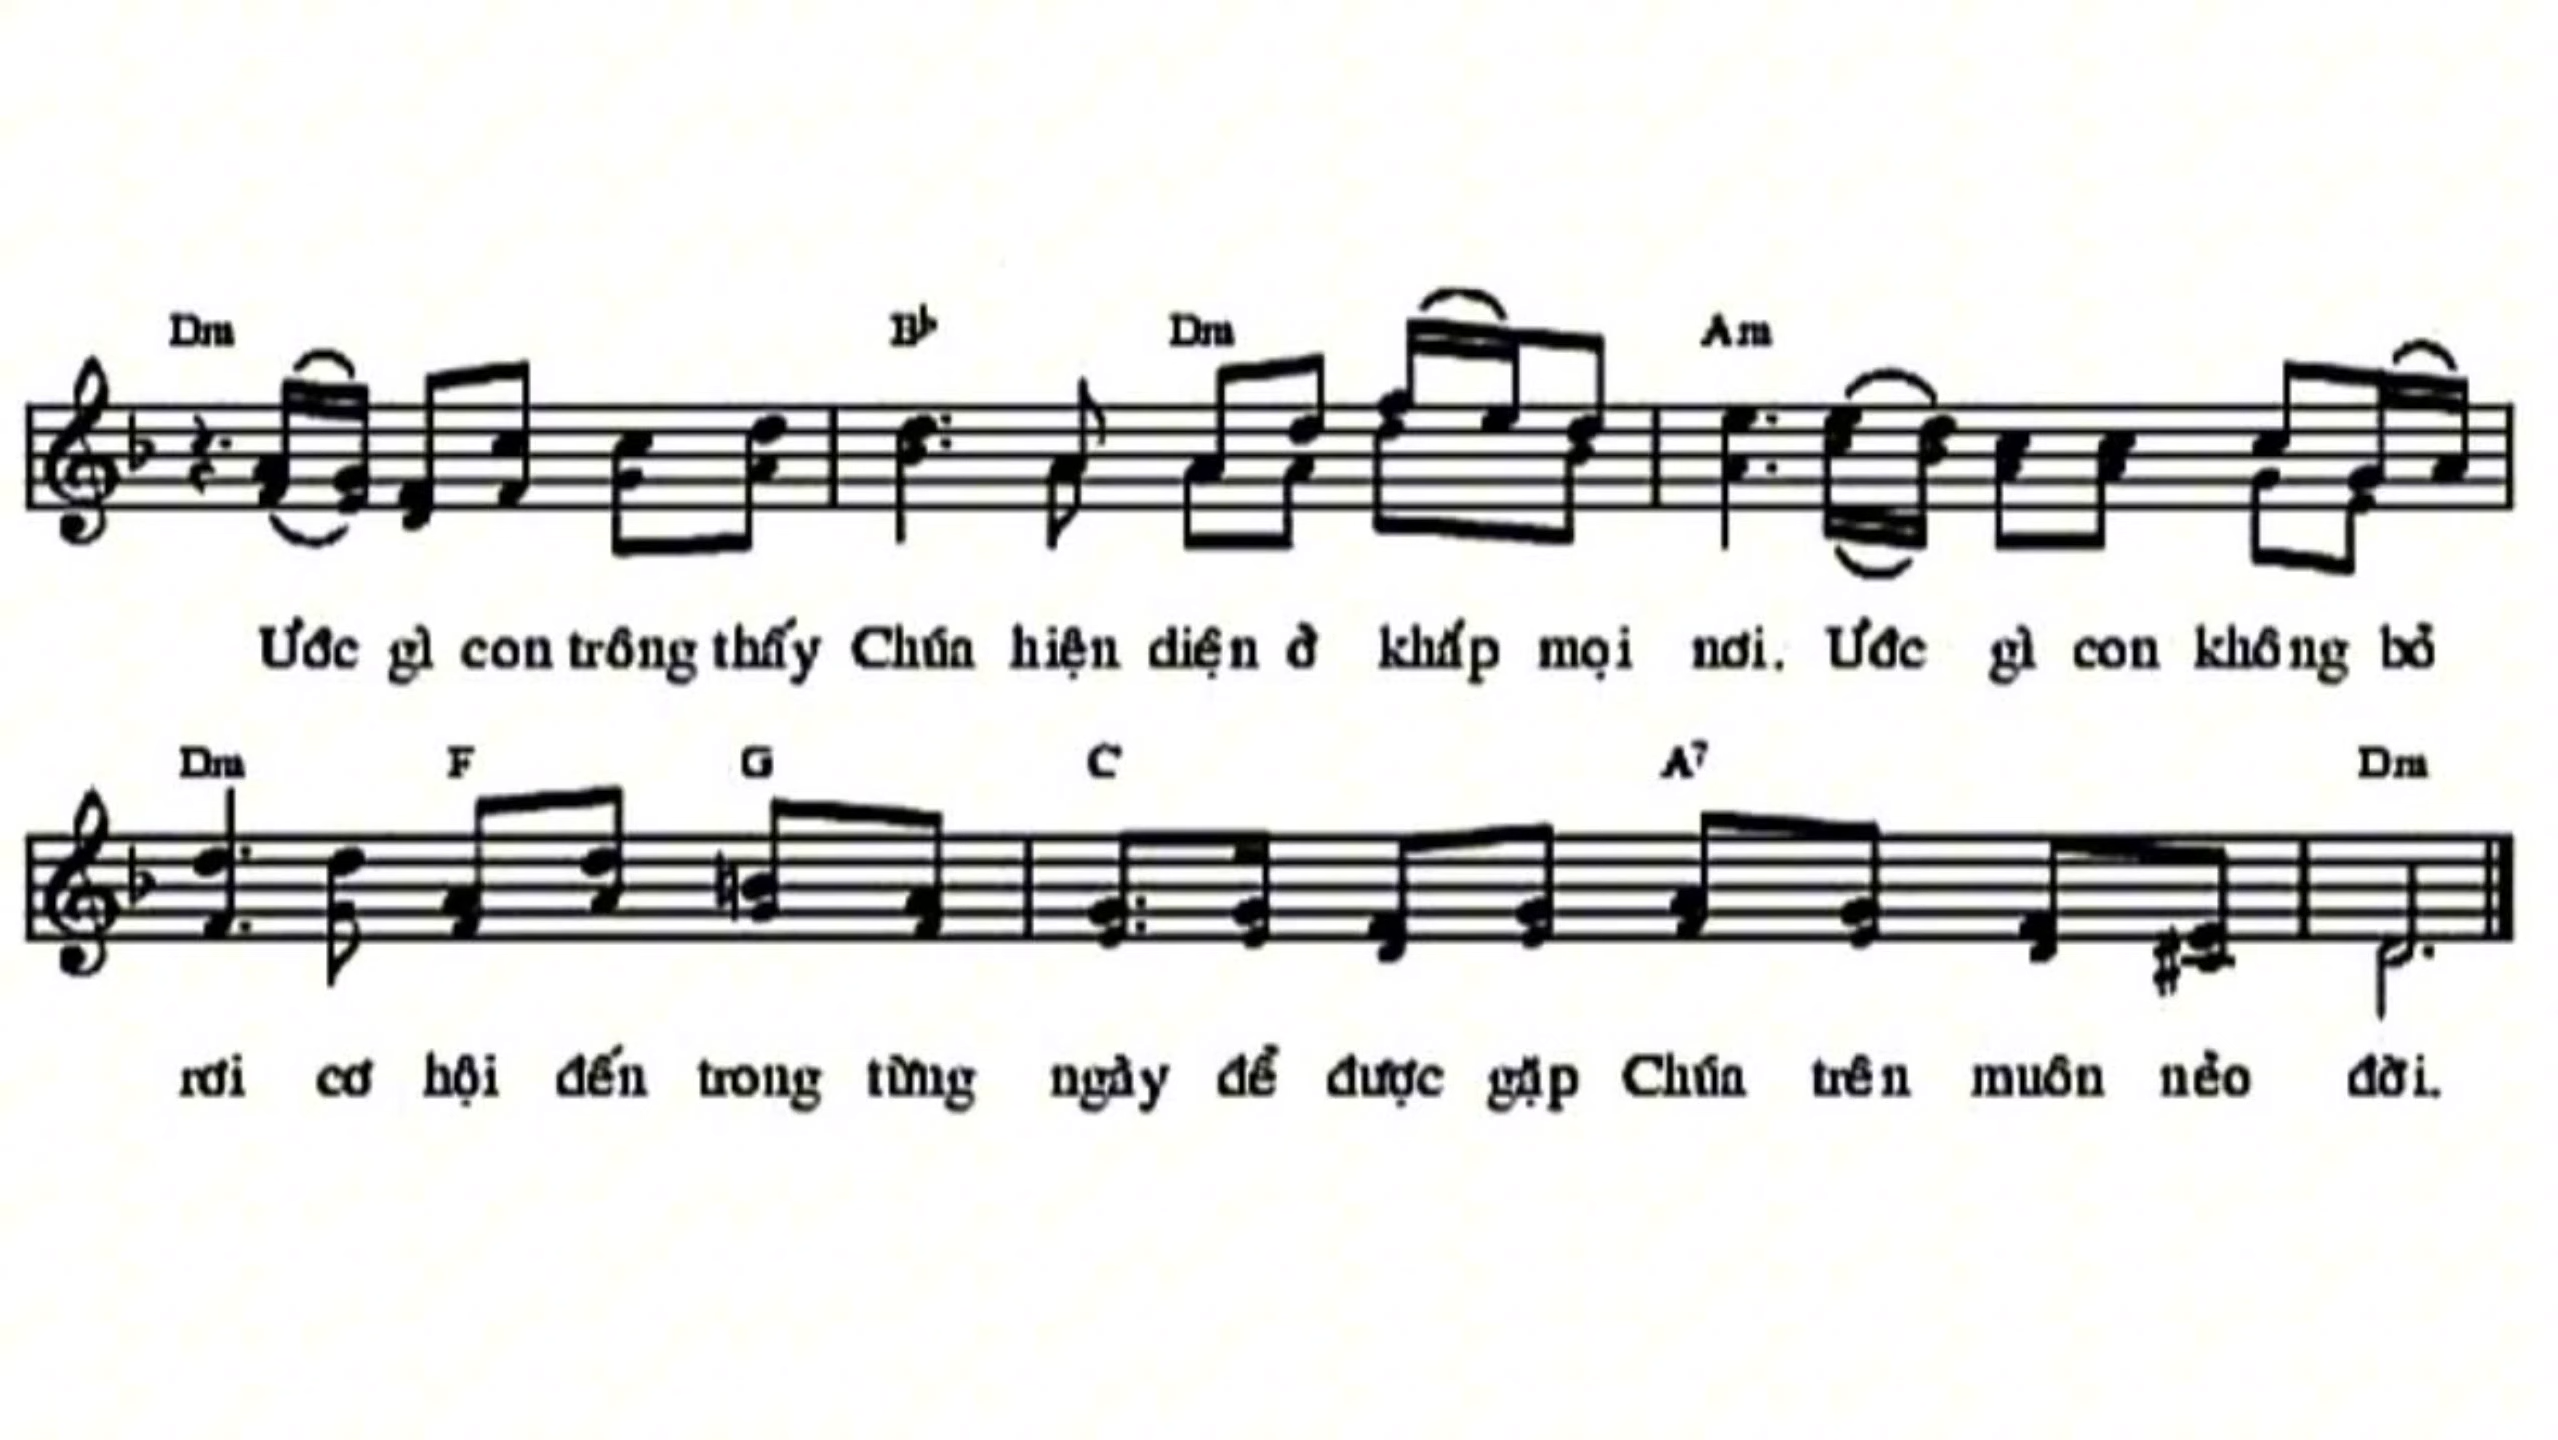 Dm B♭ Dm Am
Ước gì con trông thấy Chúa hiện diện ở khắp mọi nơi. Ước gì con không bỏ
Dm F G C A7 Dm
rơi cơ hội đến trong từng ngày để được gặp Chúa trên muôn nẻo đời.